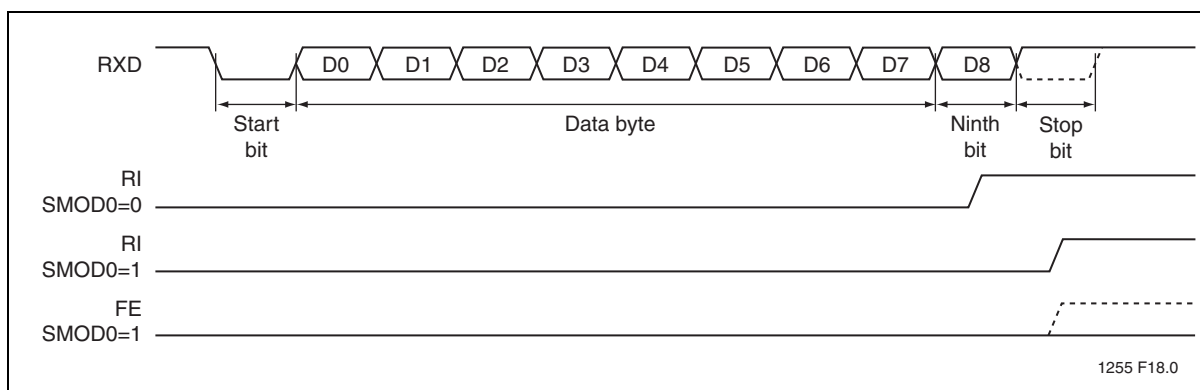 RXD
D0 D1 D2 D3 D4 D5 D6 D7 D8
Start
bit
Data byte
Ninth
bit
Stop
bit
RI
SMOD0=0
RI
SMOD0=1
FE
SMOD0=1
1255 F18.0